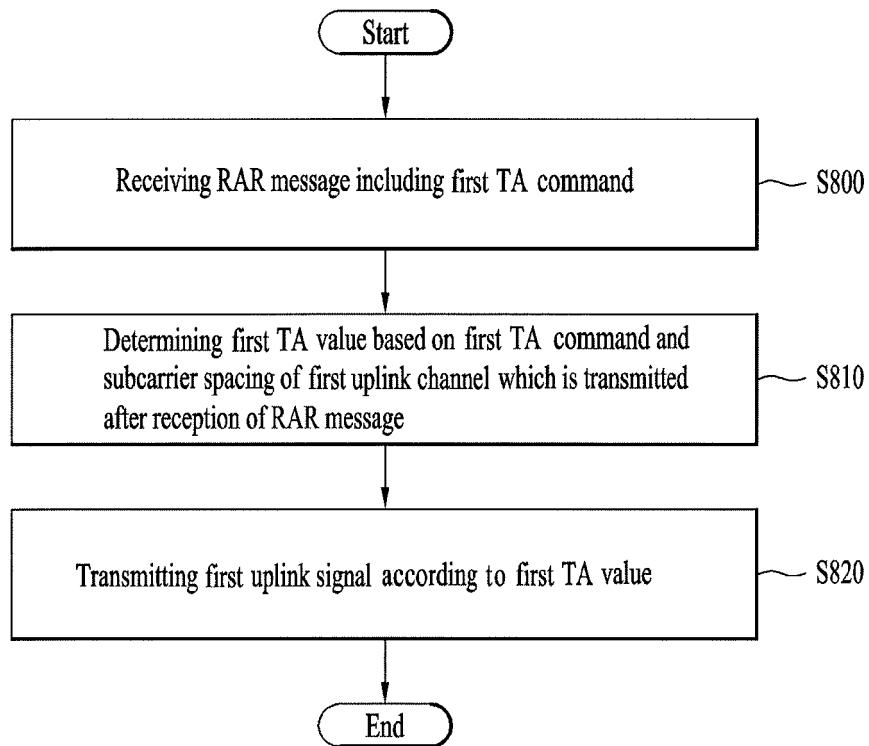 Start
Receiving RAR message including first TA command
S800
Determining first TA value based on first TA command and
subcarrier spacing of first uplink channel which is transmitted
after reception of RAR message
S810
Transmitting first uplink signal according to first TA value
S820
End